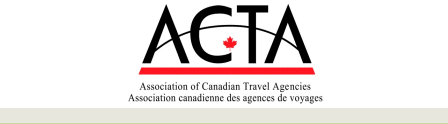 ACTA
Association of Canadian Travel Agencies
Association canadienne des agences de voyages